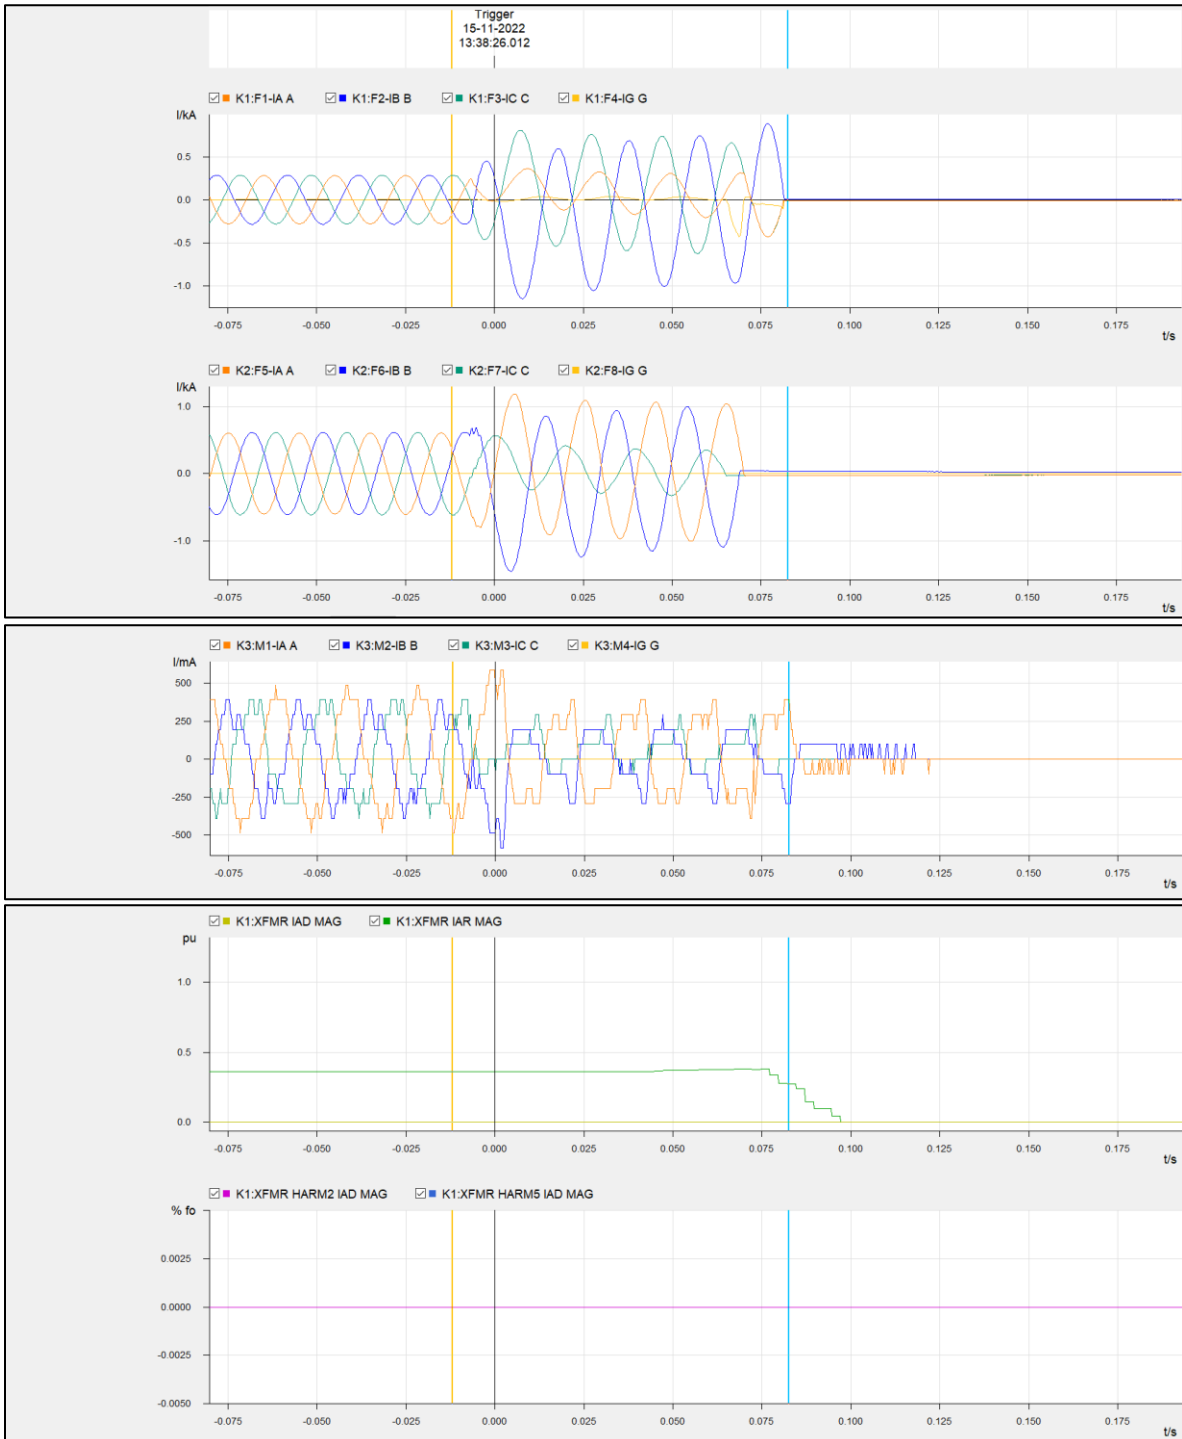 Trigger
15-11-2022
13:38:26.012
K1:F1-IA A K1:F2-IB B K1:F3-IC C K1:F4-IG G
I/kA
0.5
0.0
-0.5
-1.0
-0.075 -0.050 -0.025 0.000 0.025 0.050 0.075 0.100 0.125 0.150 0.175
t/s
K2:F5-IA A K2:F6-IB B K2:F7-IC C K2:F8-IG G
I/kA
1.0
0.0
-1.0
-0.075 -0.050 -0.025 0.000 0.025 0.050 0.075 0.100 0.125 0.150 0.175
t/s
K3:M1-IA A K3:M2-IB B K3:M3-IC C K3:M4-IG G
I/mA
500
250
0
-250
-500
-0.075 -0.050 -0.025 0.000 0.025 0.050 0.075 0.100 0.125 0.150 0.175
t/s
K1:XFMR IAD MAG K1:XFMR IAR MAG
pu
1.0
0.5
0.0
-0.075 -0.050 -0.025 0.000 0.025 0.050 0.075 0.100 0.125 0.150 0.175
t/s
K1:XFMR HARM2 IAD MAG K1:XFMR HARM5 IAD MAG
% fo
0.0025
0.0000
-0.0025
-0.0050
-0.075 -0.050 -0.025 0.000 0.025 0.050 0.075 0.100 0.125 0.150 0.175
t/s